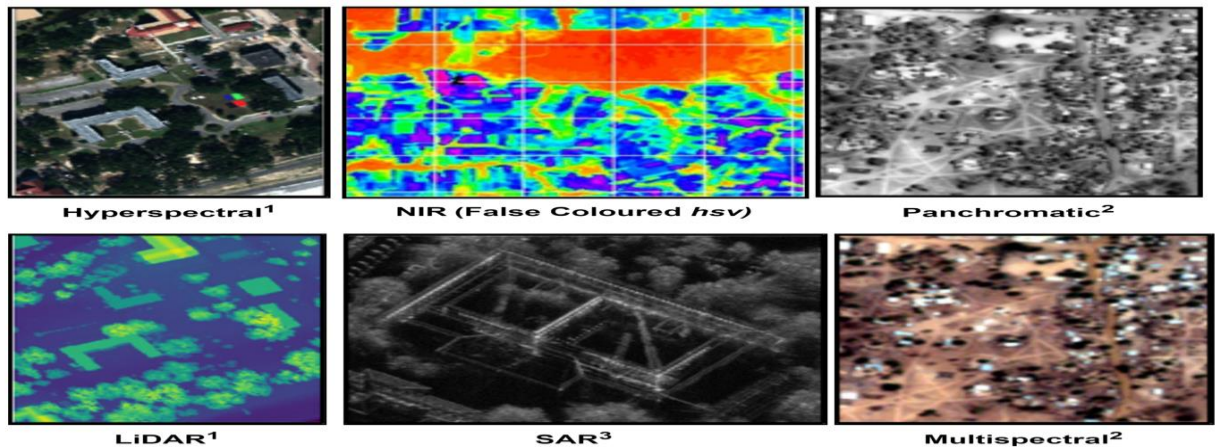 Hyperspectral¹
NIR (False Coloured hsv)
Panchromatic²
LiDAR¹
SAR³
Multispectral²